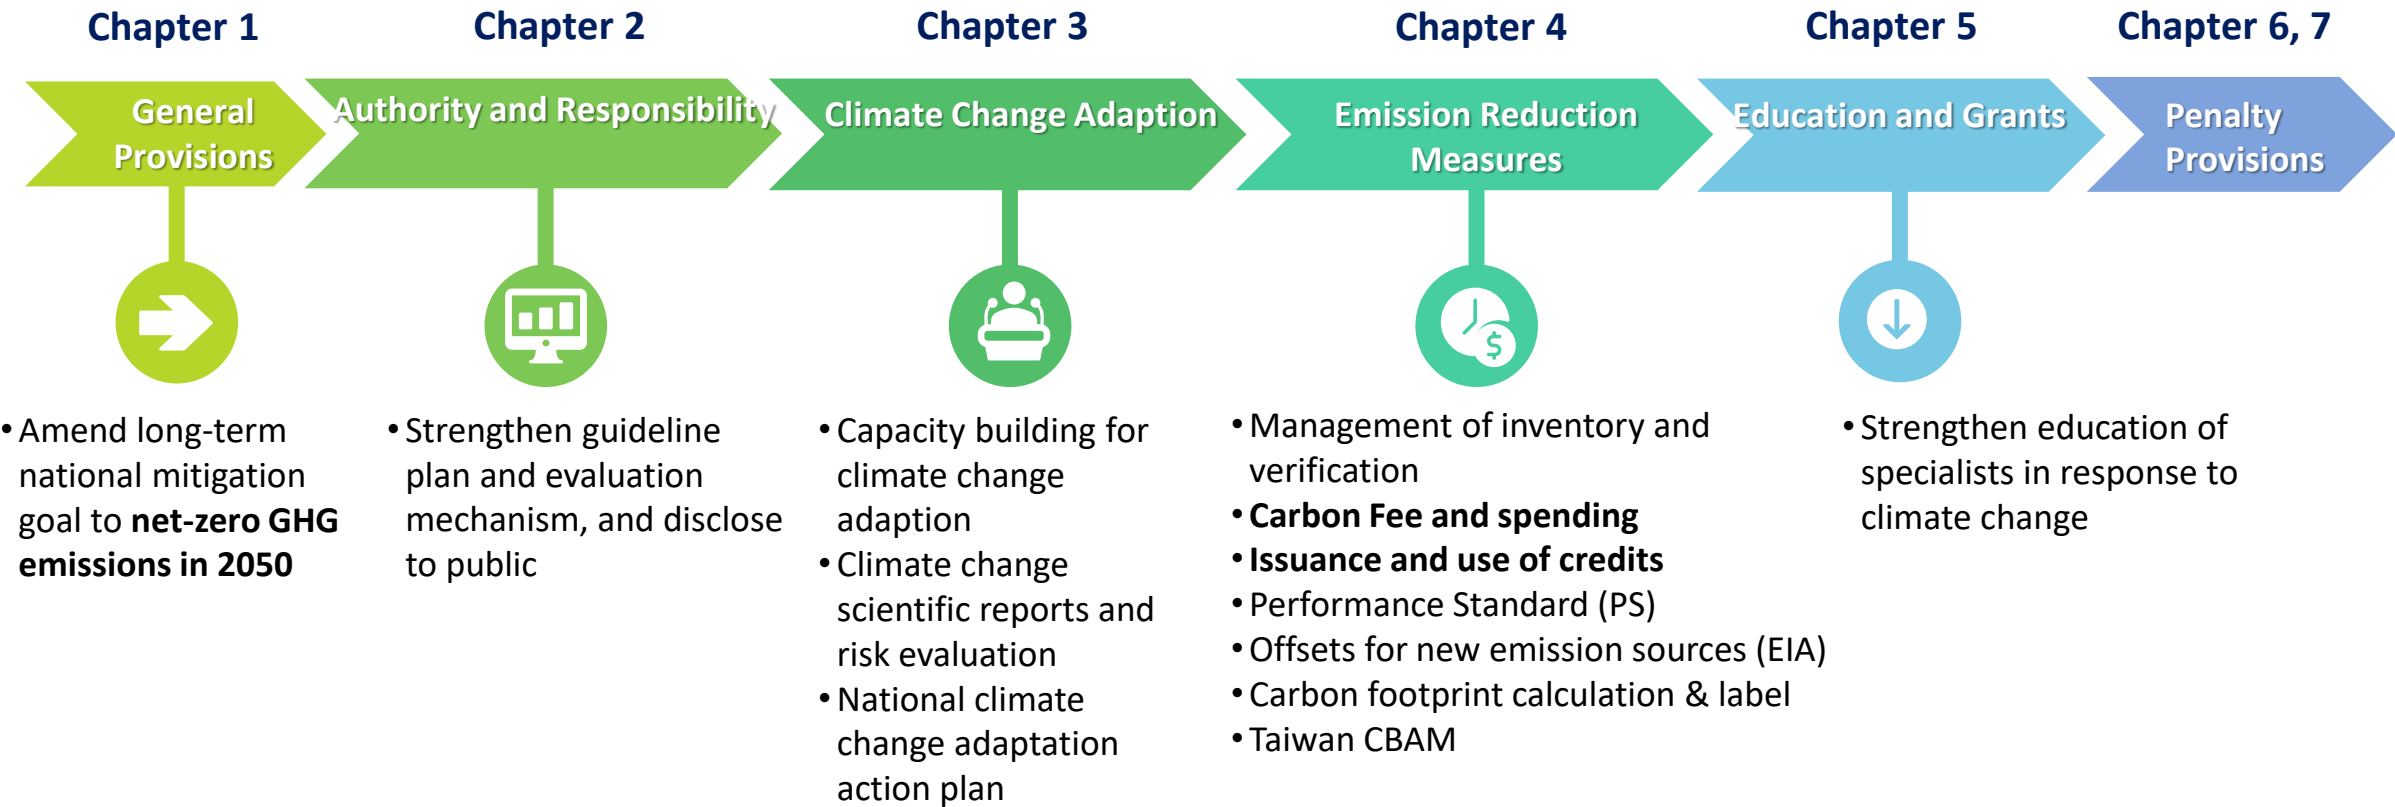 Chapter 1
General
Provisions
• Amend long-term
national mitigation
goal to net-zero GHG
emissions in 2050
Chapter 2
Authority and Responsibility
• Strengthen guideline
plan and evaluation
mechanism, and disclose
to public
Chapter 3
Climate Change Adaption
• Capacity building for
climate change
adaption
• Climate change
scientific reports and
risk evaluation
• National climate
change adaptation
action plan
Chapter 4
Emission Reduction
Measures
$
• Management of inventory and
verification
• Carbon Fee and spending
• Issuance and use of credits
• Performance Standard (PS)
• Offsets for new emission sources (EIA)
• Carbon footprint calculation & label
• Taiwan CBAM
Chapter 5
Education and Grants
• Strengthen education of
specialists in response to
climate change
Chapter 6, 7
Penalty
Provisions